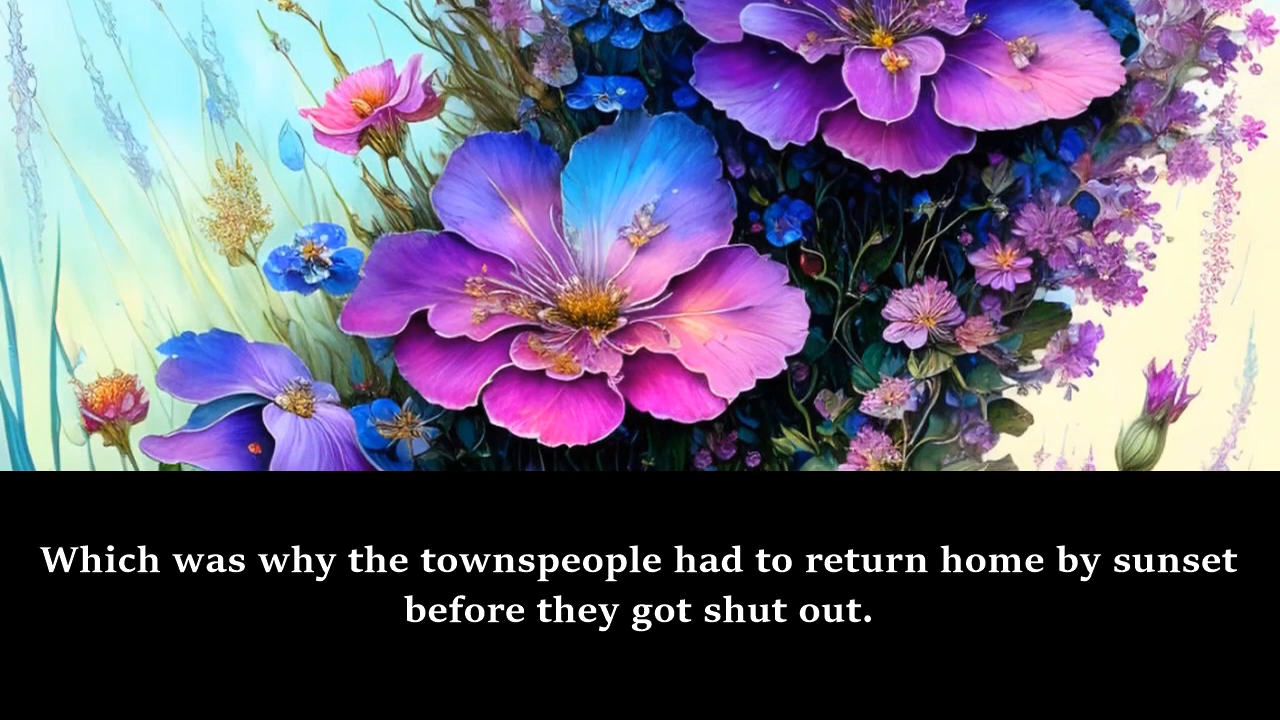 Which was why the townspeople had to return home by sunset
before they got shut out.